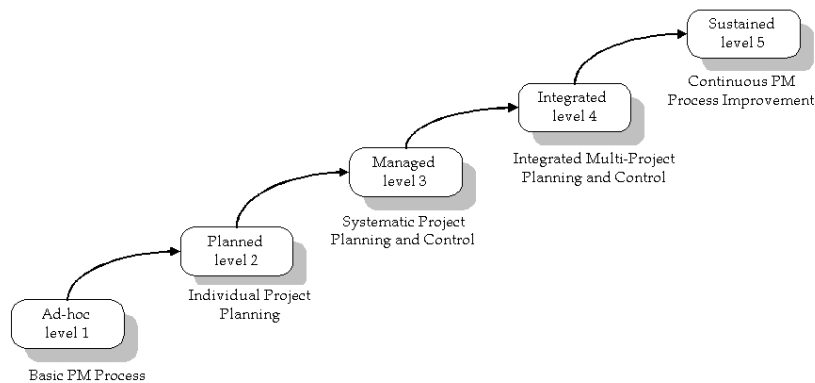 Sustained
level 5
Continuous PM
Process Improvement
Integrated
level 4
Integrated Multi-Project
Planning and Control
Managed
level 3
Systematic Project
Planning and Control
Planned
level 2
Individual Project
Planning
Ad-hoc
level 1
Basic PM Process